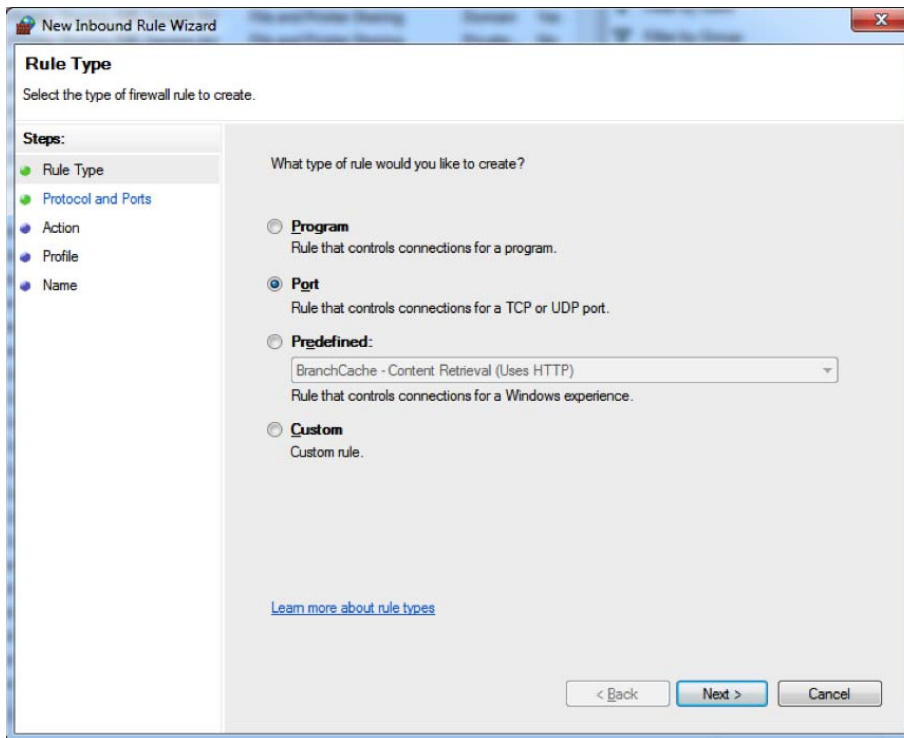 New Inbound Rule Wizard
Rule Type
Select the type of firewall rule to create.
Steps:
Rule Type
Protocol and Ports
Action
Profile
Name
What type of rule would you like to create?
Program
Rule that controls connections for a program.
Port
Rule that controls connections for a TCP or UDP port.
Predefined:
BranchCache - Content Retrieval (Uses HTTP)
Rule that controls connections for a Windows experience.
Custom
Custom rule.
Learn more about rule types
< Back Next > Cancel